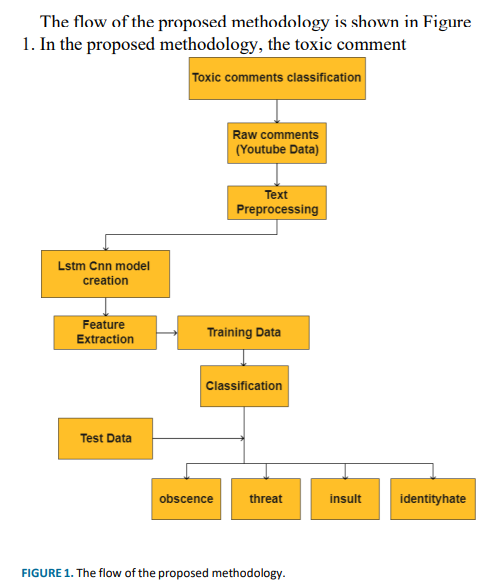 The flow of the proposed methodology is shown in Figure
1. In the proposed methodology, the toxic comment
Toxic comments classification
Raw comments
(Youtube Data)
Text
Preprocessing
Lstm Cnn model
creation
Feature
Extraction
Training Data
Classification
Test Data
obscence
threat
insult
identityhate
FIGURE 1. The flow of the proposed methodology.